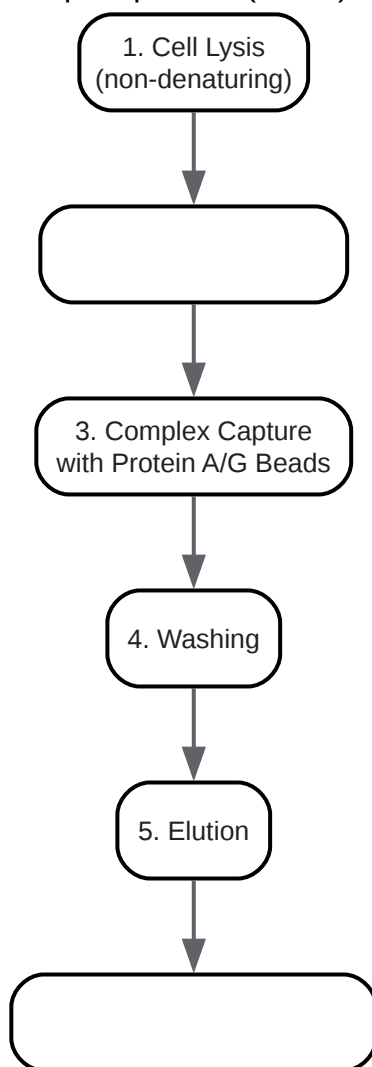 1. Cell Lysis
(non-denaturing)
3. Complex Capture
with Protein A/G Beads
4. Washing
5. Elution